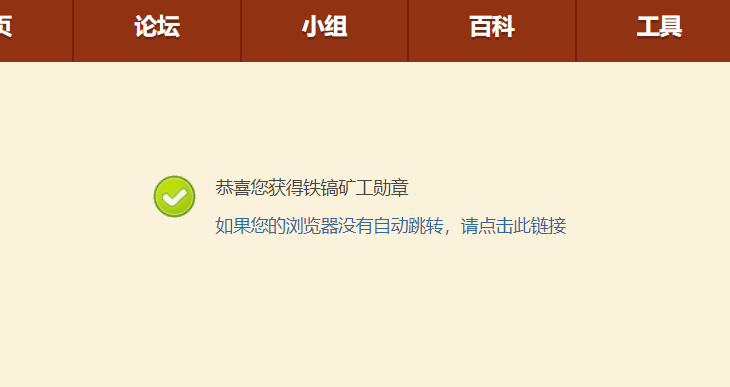 页 论坛 小组 百科 工具
恭喜您获得铁镐矿工勋章
如果您的浏览器没有自动跳转，请点击此链接